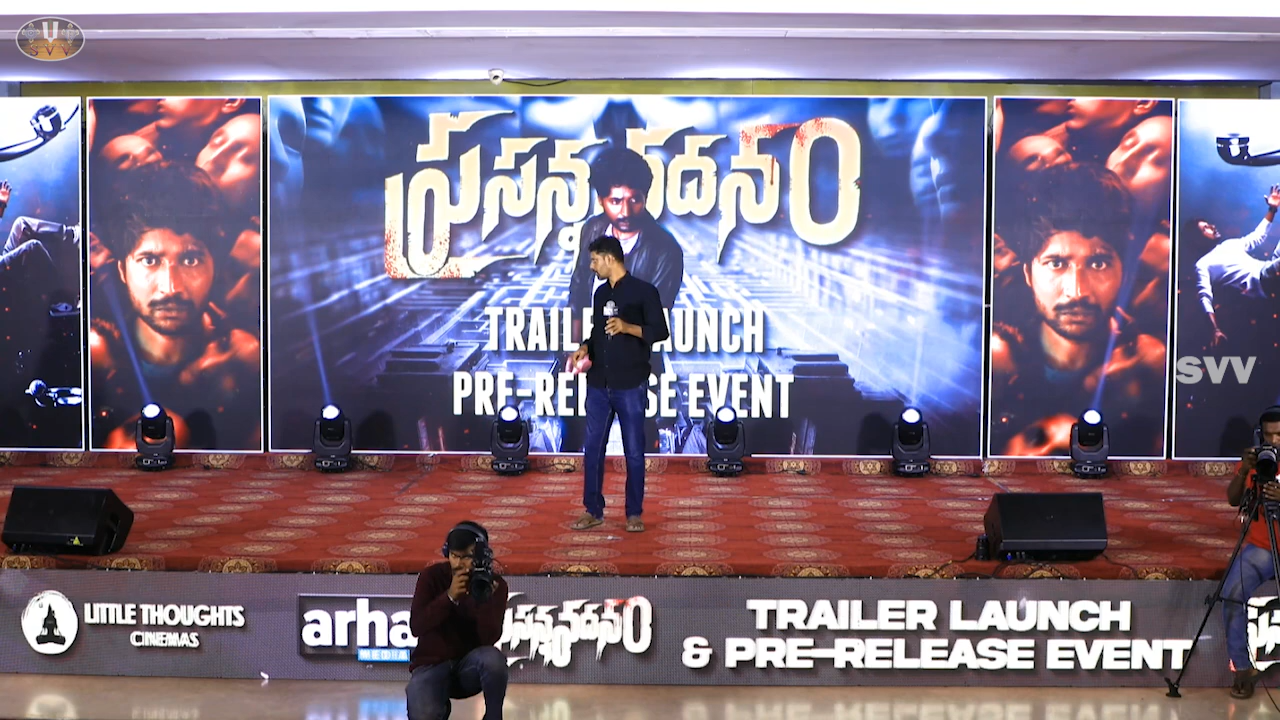 SVV
ప్రసన్నవదనం
TRAILER LAUNCH
PRE-RELEASE EVENT
SVV
LITTLE THOUGHTS
CINEMAS
arha
ప్రసన్నవదనం
TRAILER LAUNCH
& PRE-RELEASE EVENT